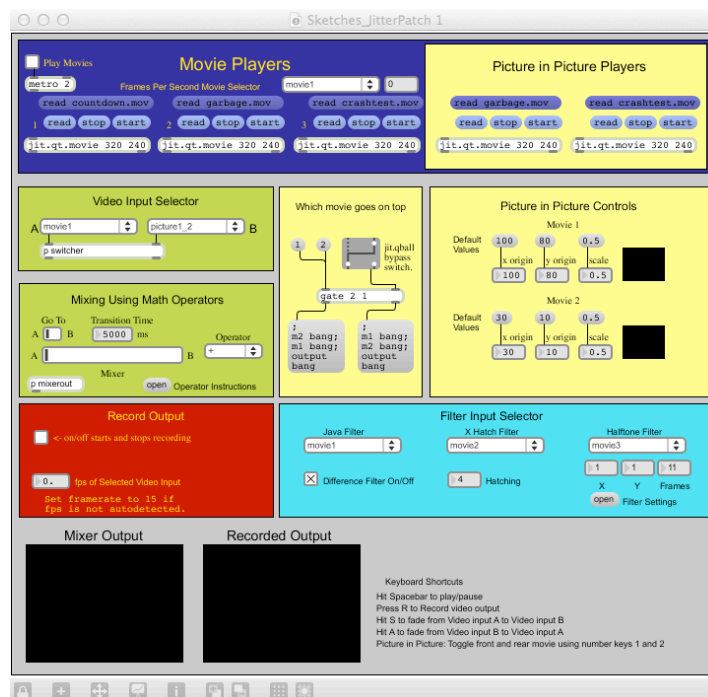 Sketches_JitterPatch 1
Play Movies
Movie Players
Picture in Picture Players
metro 2
Frames Per Second Movie Selector
movie1
0
read countdown.mov
read garbage.mov
read crashtest.mov
read garbage.mov
read crashtest.mov
1 read stop start
2 read stop start
3 read stop start
read stop start
read stop start
jit.qt.movie 320 240
jit.qt.movie 320 240
jit.qt.movie 320 240
jit.qt.movie 320 240
jit.qt.movie 320 240
Video Input Selector
A movie1
picture1_2 B
p switcher
Mixing Using Math Operators
Go To
Transition Time
A B
5000 ms
Operator
A B
+
Mixer
p mixerout
open Operator Instructions
Which movie goes on top
1 2
jit.qball
bypass
switch.
gate 2 1
;
m2 bang;
m1 bang;
output
bang
;
m1 bang;
m2 bang;
output
bang
Picture in Picture Controls
Movie 1
Default
Values
100 80 0.5
x origin y origin scale
100 80 0.5
Movie 2
Default
Values
30 10 0.5
x origin y origin scale
30 10 0.5
Record Output
<- on/off starts and stops recording
0. fps of Selected Video Input
Set framerate to 15 if
fps is not autodetected.
Filter Input Selector
Java Filter
X Hatch Filter
Halftone Filter
movie1
movie2
movie3
Difference Filter On/Off
4 Hatching
1 1 11
X Y Frames
open Filter Settings
Mixer Output
Recorded Output
Keyboard Shortcuts
Hit Spacebar to play/pause
Press R to Record video output
Hit S to fade from Video input A to Video input B
Hit A to fade from Video input B to Video input A
Picture in Picture: Toggle front and rear movie using number keys 1 and 2